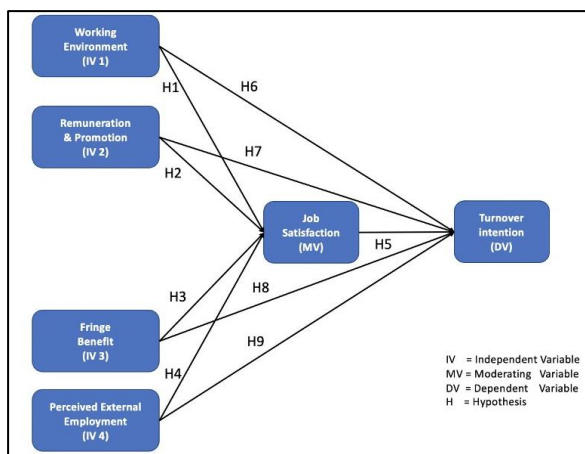 Working
Environment
(IV 1)
H1
H6
Remuneration
& Promotion
(IV 2)
H2
H7
Job
Satisfaction
(MV)
H5
Turnover
intention
(DV)
H3
H8
Fringe
Benefit
(IV 3)
H4
H9
Perceived External
Employment
(IV 4)
IV = Independent Variable
MV = Moderating Variable
DV = Dependent Variable
H = Hypothesis